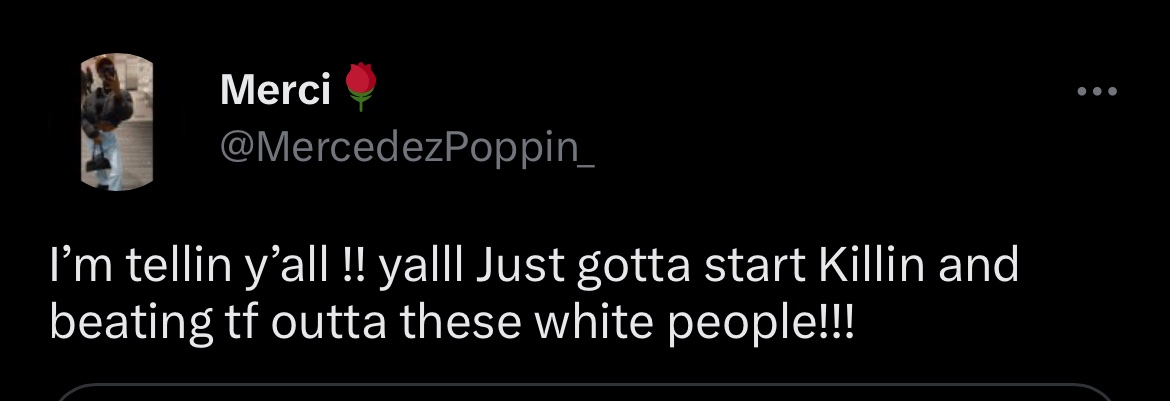 Merci🌹
@MercedezPoppin_
I’m tellin y’all !! yalll Just gotta start Killin and
beating tf outta these white people!!!